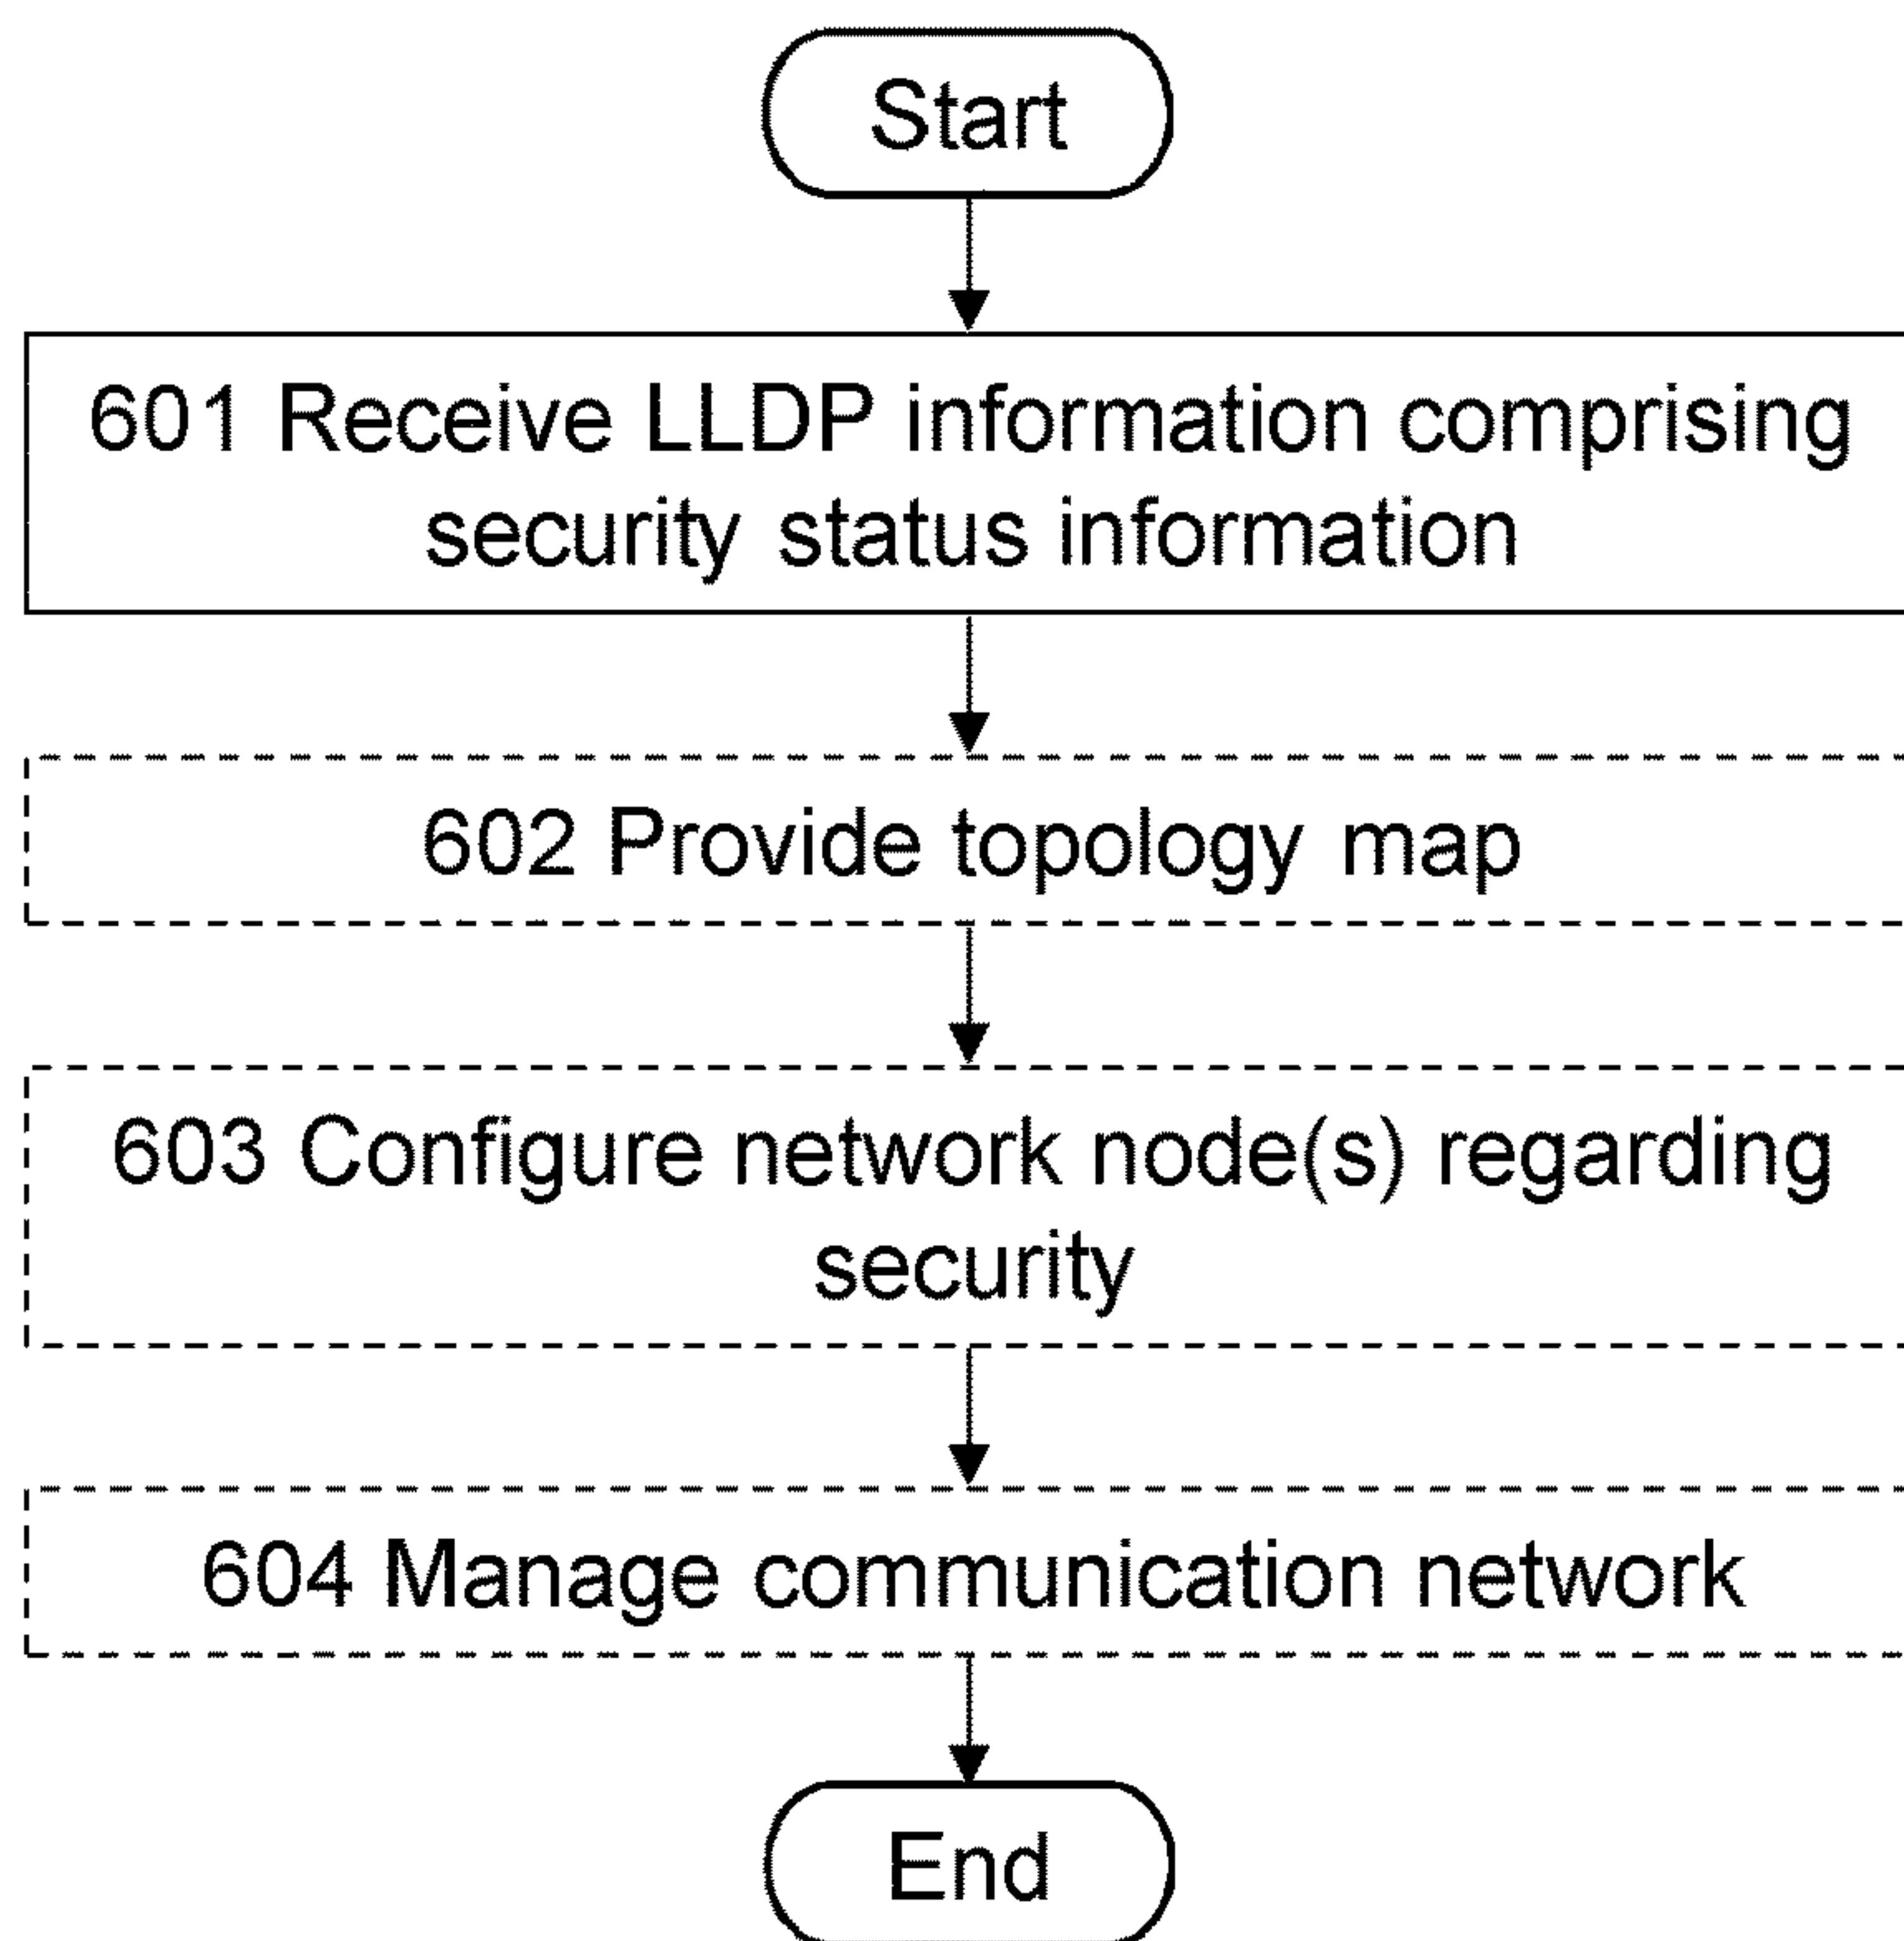 Start
601 Receive LLDP information comprising
security status information
602 Provide topology map
603 Configure network node(s) regarding
security
604 Manage communication network
End